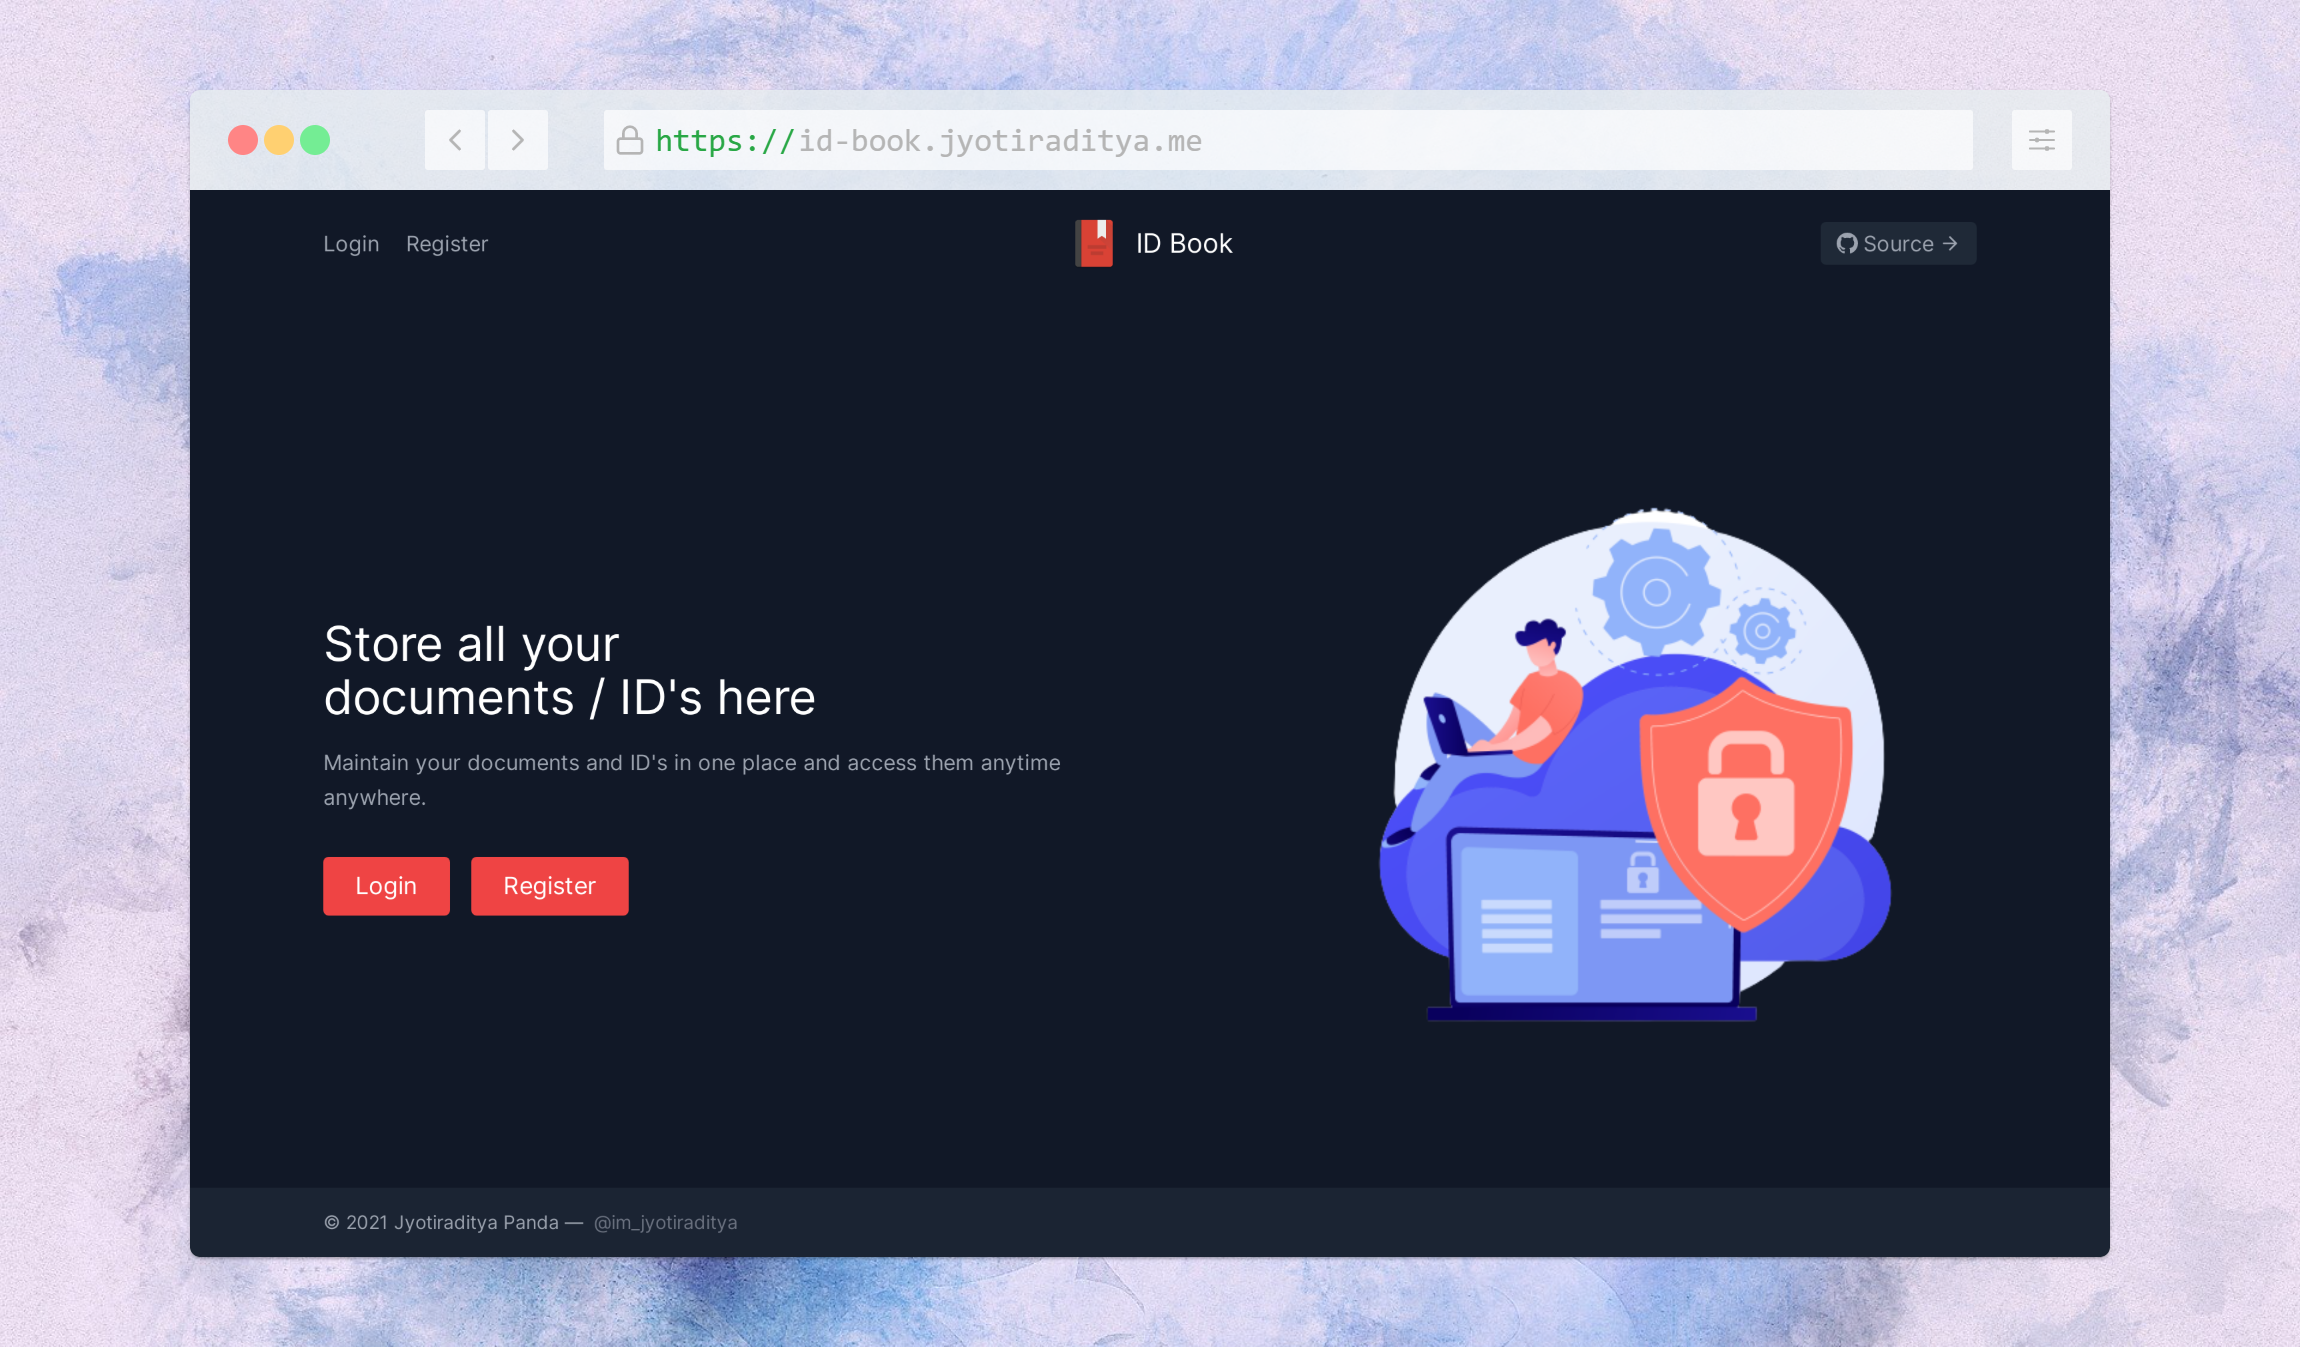 https://id-book.jyotiraditya.me
Login Register ID Book Source →
Store all your
documents / ID's here
Maintain your documents and ID's in one place and access them anytime
anywhere.
Login Register
© 2021 Jyotiraditya Panda — @im_jyotiraditya